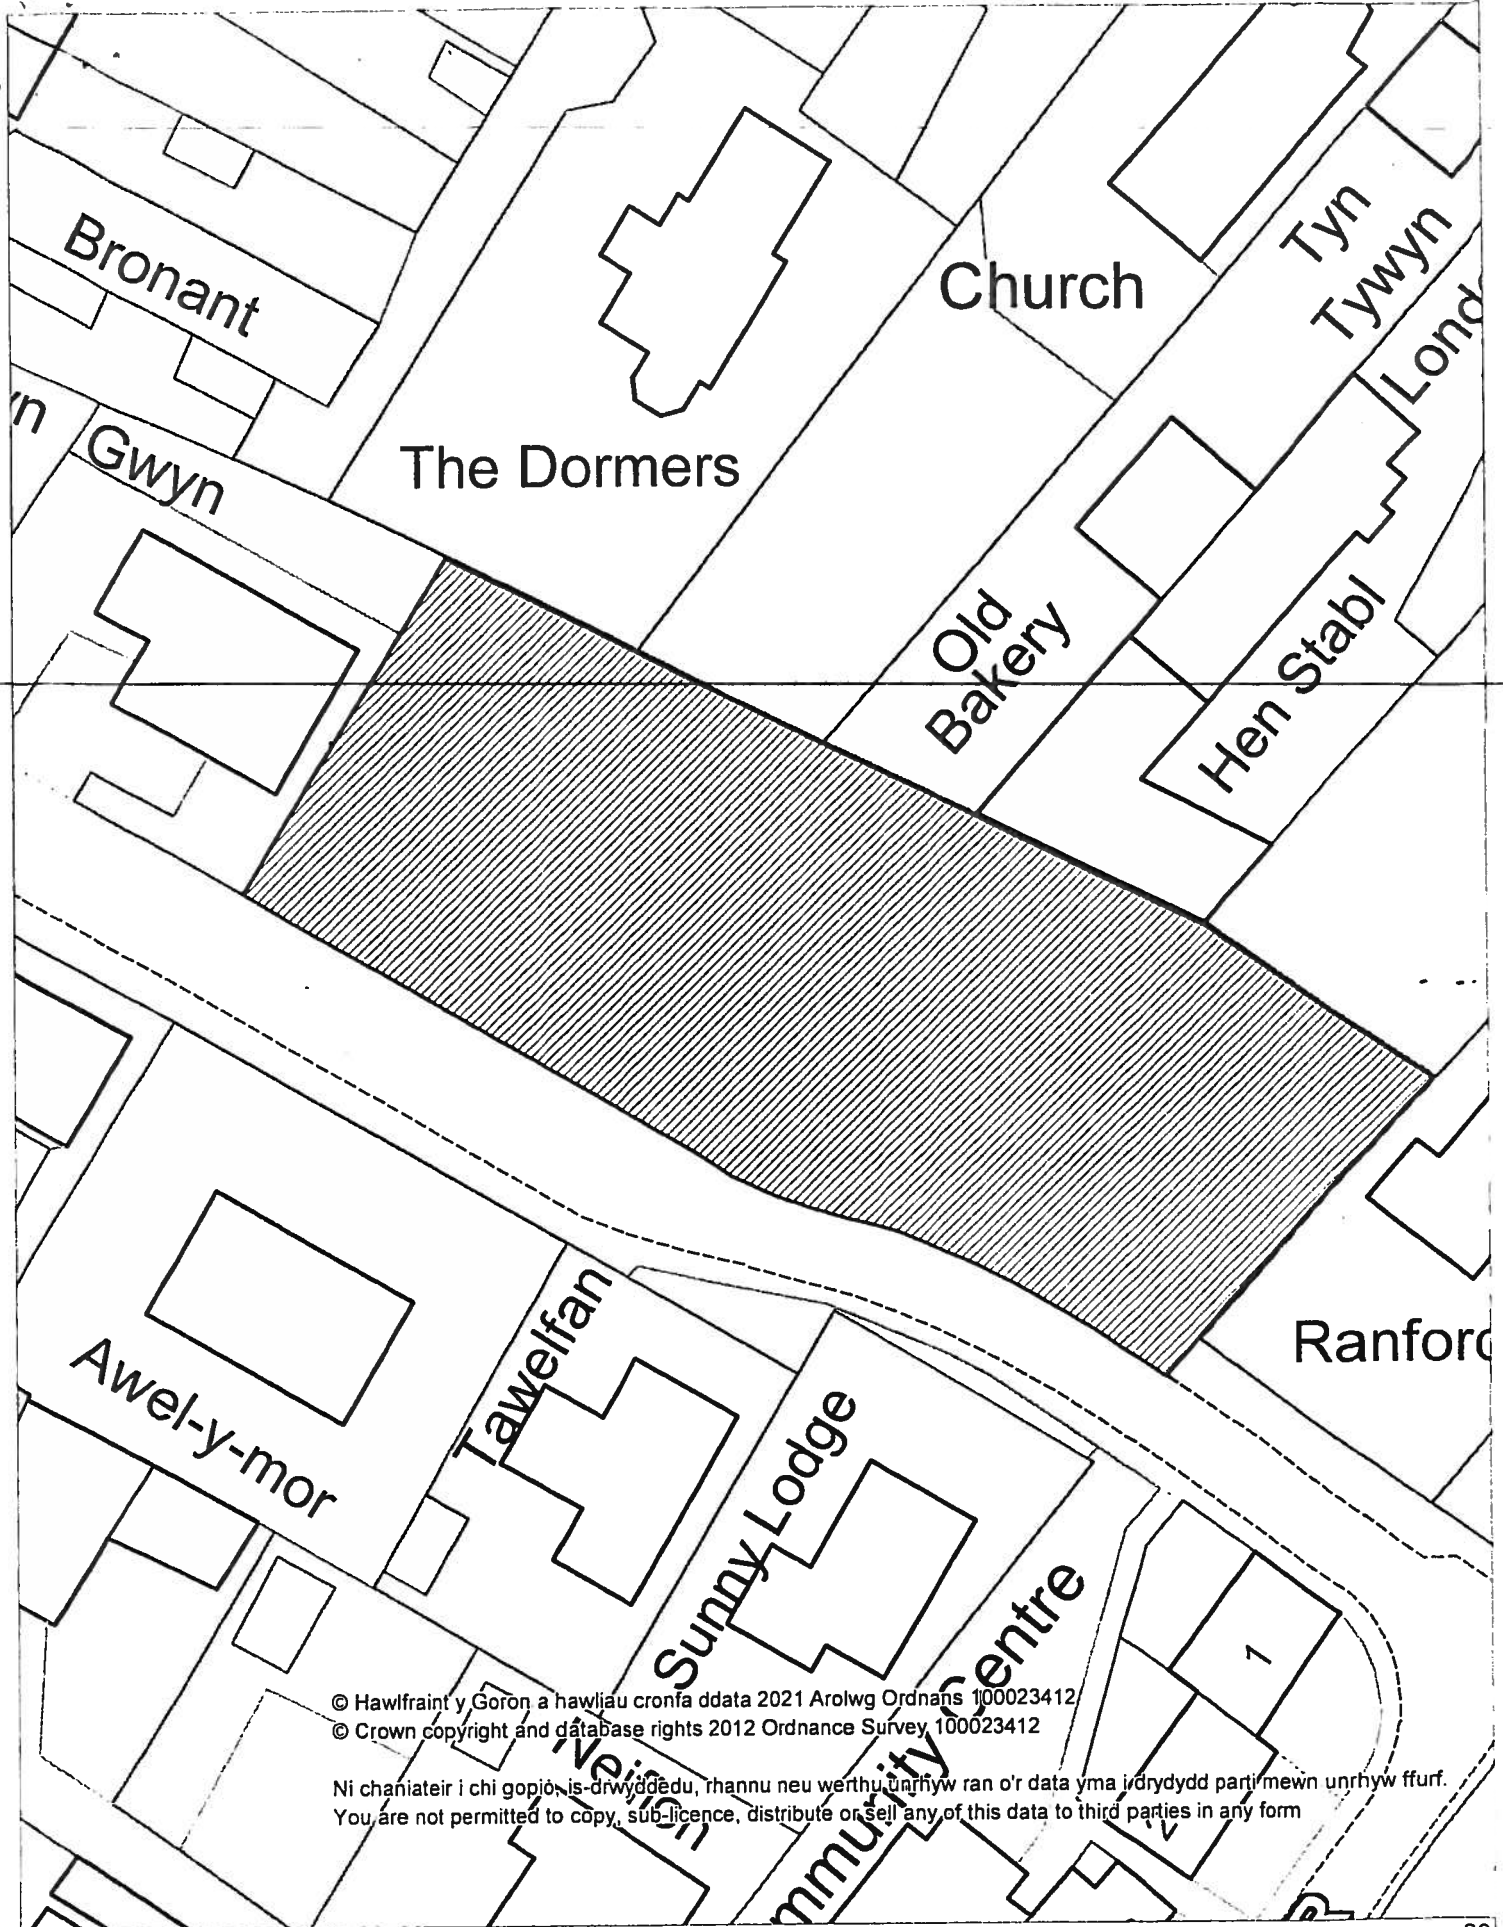 Bronant
Church
Tyn
Tywyn
Gwyn
The Dormers
Old
Bakery
Hen Stabl
Ranford
Awel-y-mor
Tawelfan
Sunny Lodge
1
© Hawlfraint y Goron a hawliau cronfa ddata 2021 Arolwg Ordnans 100023412
© Crown copyright and database rights 2012 Ordnance Survey 100023412
Ni chaniateir i chi gopïo, is-drwyddedu, rhannu neu werthu unrhyw ran o'r data yma i drydydd parti mewn unrhyw ffurf.
You are not permitted to copy, sub-licence, distribute or sell any of this data to third parties in any form
mmunity Centre
2